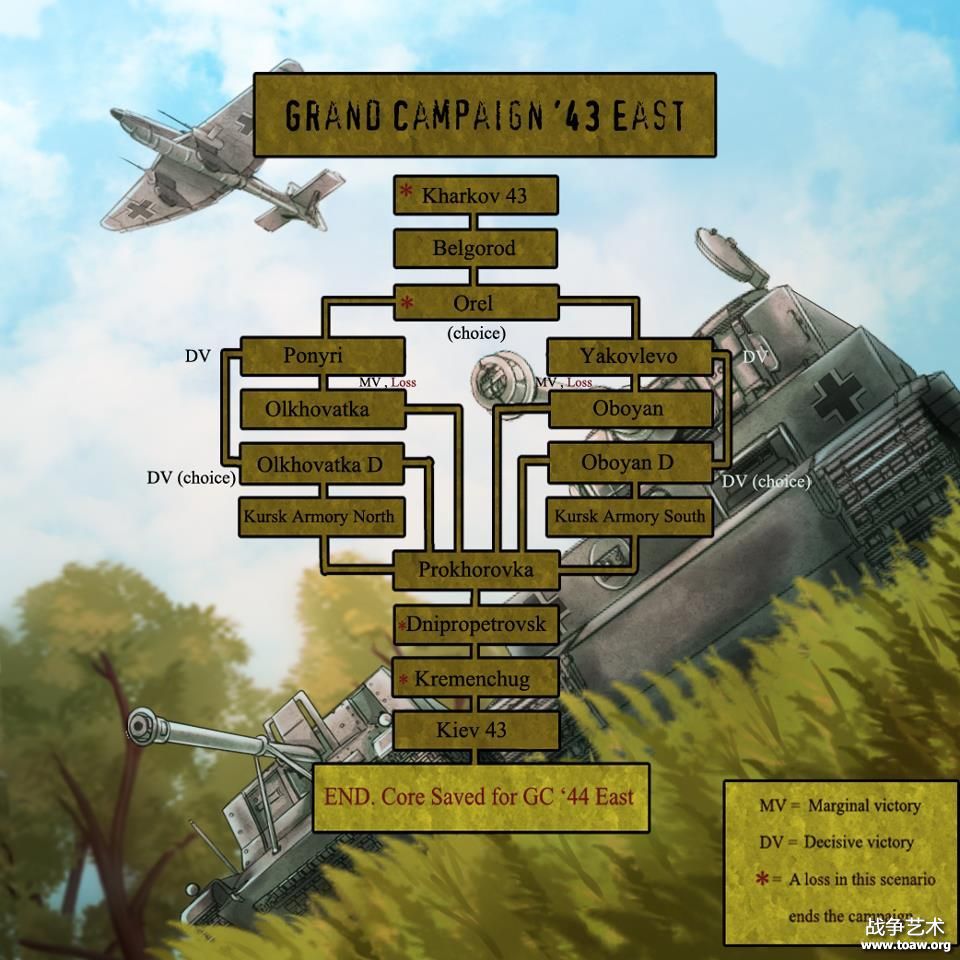 GRAND CAMPAIGN '43 EAST
* Kharkov 43
Belgorod
* Orel
(choice)
DV Ponyri
Yakovlevo DV
MV , Loss
MV , Loss
Olkhovatka
Oboyan
Olkhovatka D
Oboyan D
DV (choice)
DV (choice)
Kursk Armory North
Kursk Armory South
Prokhorovka
*Dnipropetrovsk
* Kremenchug
Kiev 43
END. Core Saved for GC ‘44 East
MV = Marginal victory
DV = Decisive victory
*= A loss in this scenario
ends the campaign
战争艺术
www.toaw.org